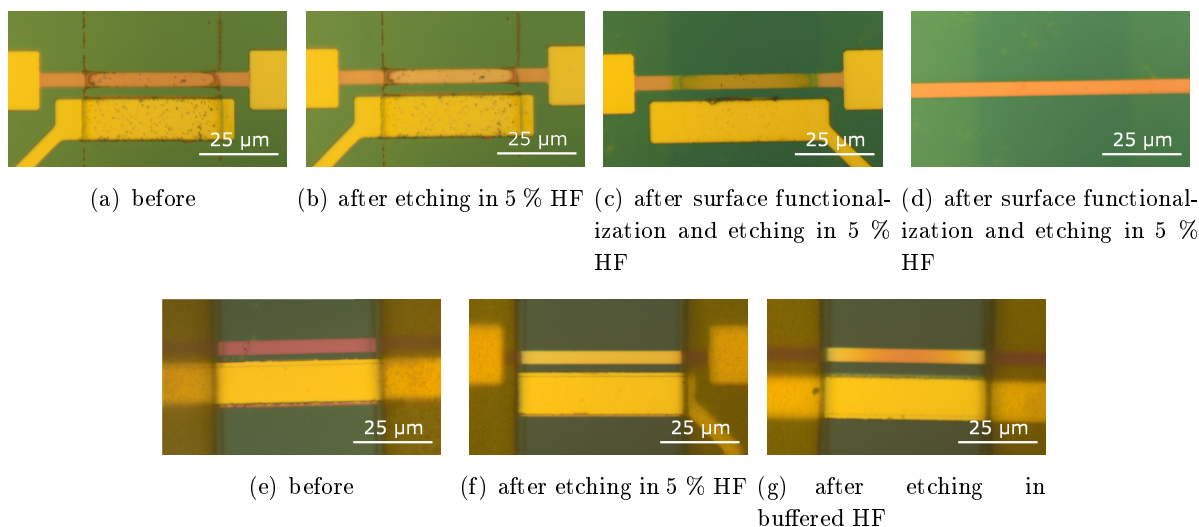 25 µm
25 µm
25 µm
25 µm
(a) before
(b) after etching in 5 % HF
(c) after surface functional-
ization and etching in 5 %
HF
(d) after surface functional-
ization and etching in 5 %
HF
25 µm
25 µm
25 µm
(e) before
(f) after etching in 5 % HF
(g) after etching in
buffered HF